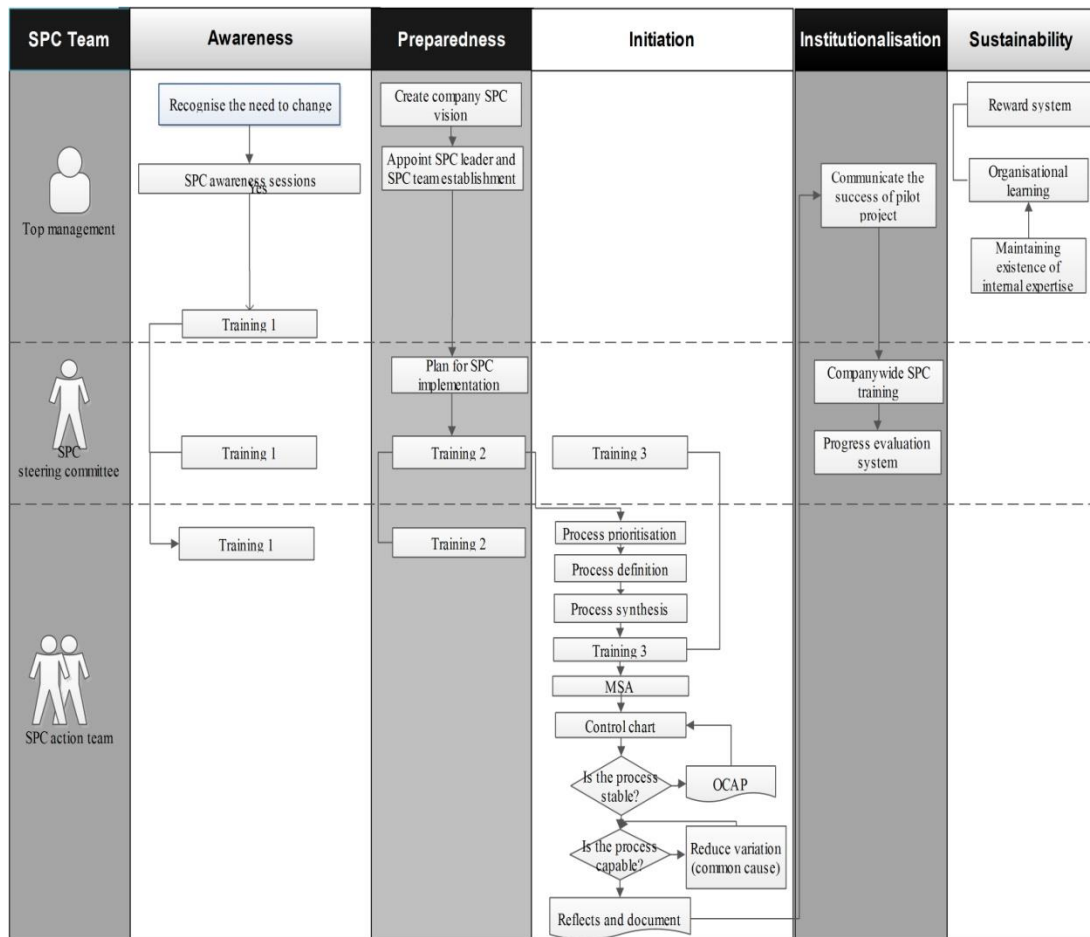 SPC Team
Awareness
Preparedness
Initiation
Institutionalisation
Sustainability
Top management
Recognise the need to change
SPC awareness sessions
Yes
Training 1
Create company SPC
vision
Appoint SPC leader and
SPC team establishment
Communicate the
success of pilot
project
Reward system
Organisational
learning
Maintaining
existence of
internal expertise
SPC
steering committee
Training 1
Plan for SPC
implementation
Training 2
Training 3
Companywide SPC
training
Progress evaluation
system
SPC action team
Training 1
Training 2
Process prioritisation
Process definition
Process synthesis
Training 3
MSA
Control chart
Is the process
stable?
OCAP
Is the process
capable?
Reduce variation
(common cause)
Reflects and document